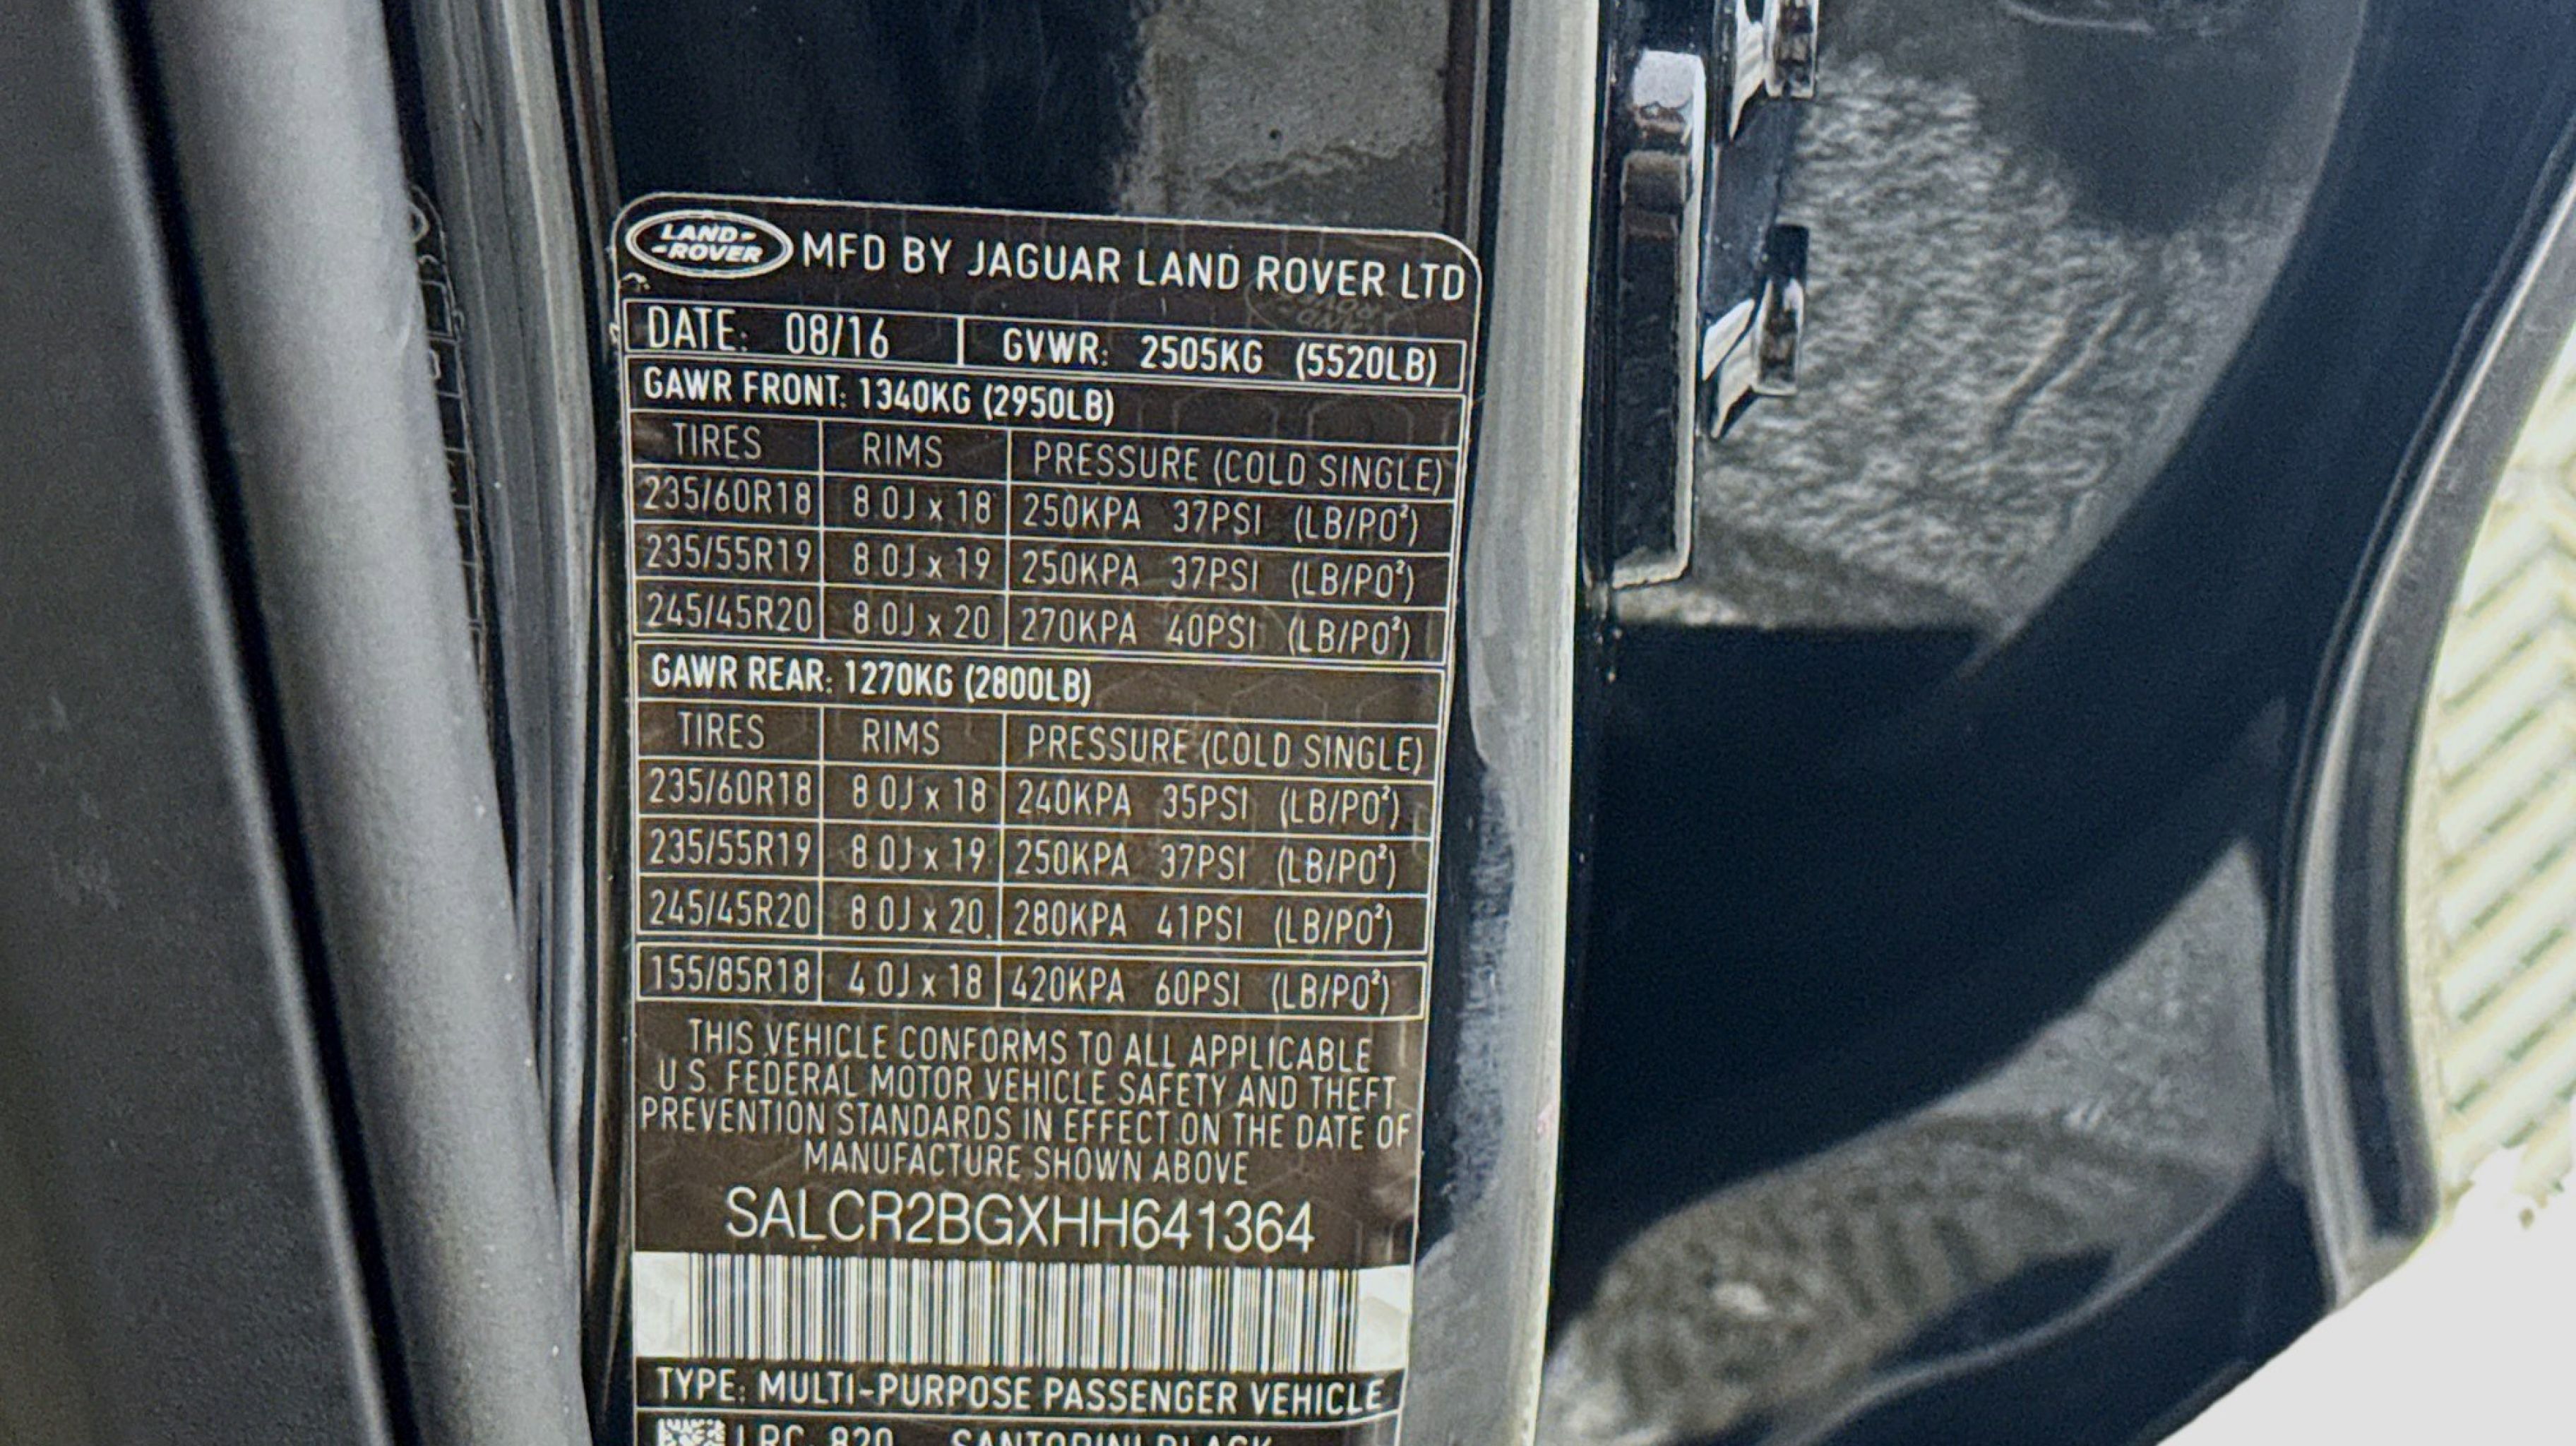 LAND-
-ROVER
MFD BY JAGUAR LAND ROVER LTD
DATE: 08/16 GVWR: 2505KG (5520LB)
GAWR FRONT: 1340KG (2950LB)
TIRES RIMS PRESSURE (COLD SINGLE)
235/60R18 8.0J x 18 250KPA 37PSI (LB/PO²)
235/55R19 8.0J x 19 250KPA 37PSI (LB/PO²)
245/45R20 8.0J x 20 270KPA 40PSI (LB/PO²)
GAWR REAR: 1270KG (2800LB)
TIRES RIMS PRESSURE (COLD SINGLE)
235/60R18 8.0J x 18 240KPA 35PSI (LB/PO²)
235/55R19 8.0J x 19 250KPA 37PSI (LB/PO²)
245/45R20 8.0J x 20 280KPA 41PSI (LB/PO²)
155/85R18 4.0J x 18 420KPA 60PSI (LB/PO²)
THIS VEHICLE CONFORMS TO ALL APPLICABLE
U.S. FEDERAL MOTOR VEHICLE SAFETY AND THEFT
PREVENTION STANDARDS IN EFFECT ON THE DATE OF
MANUFACTURE SHOWN ABOVE
SALCR2BGXHH641364
TYPE: MULTI-PURPOSE PASSENGER VEHICLE
LRC 820 SANTORINI BLACK